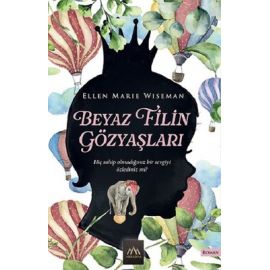 ELLEN MARIE WISEMAN
BEYAZ FİLİN
GÖZYAŞLARI
Hiç sahip olmadığınız bir sevgiyi
özlediniz mi?
ROMAN